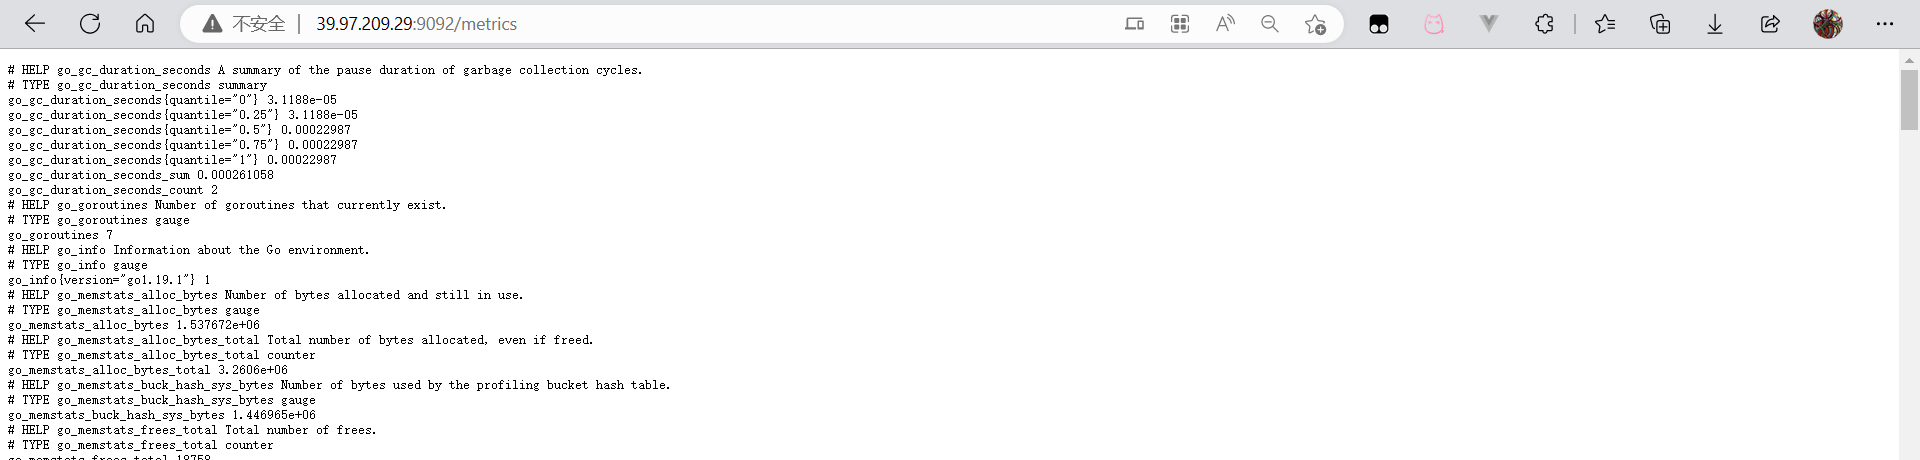 不安全 | 39.97.209.29:9092/metrics
# HELP go_gc_duration_seconds A summary of the pause duration of garbage collection cycles.
# TYPE go_gc_duration_seconds summary
go_gc_duration_seconds{quantile="0"} 3.1188e-05
go_gc_duration_seconds{quantile="0.25"} 3.1188e-05
go_gc_duration_seconds{quantile="0.5"} 0.00022987
go_gc_duration_seconds{quantile="0.75"} 0.00022987
go_gc_duration_seconds{quantile="1"} 0.00022987
go_gc_duration_seconds_sum 0.000261058
go_gc_duration_seconds_count 2
# HELP go_goroutines Number of goroutines that currently exist.
# TYPE go_goroutines gauge
go_goroutines 7
# HELP go_info Information about the Go environment.
# TYPE go_info gauge
go_info{version="go1.19.1"} 1
# HELP go_memstats_alloc_bytes Number of bytes allocated and still in use.
# TYPE go_memstats_alloc_bytes gauge
go_memstats_alloc_bytes 1.537672e+06
# HELP go_memstats_alloc_bytes_total Total number of bytes allocated, even if freed.
# TYPE go_memstats_alloc_bytes_total counter
go_memstats_alloc_bytes_total 3.2606e+06
# HELP go_memstats_buck_hash_sys_bytes Number of bytes used by the profiling bucket hash table.
# TYPE go_memstats_buck_hash_sys_bytes gauge
go_memstats_buck_hash_sys_bytes 1.446965e+06
# HELP go_memstats_frees_total Total number of frees.
# TYPE go_memstats_frees_total counter
go_memstats_frees_total 18758